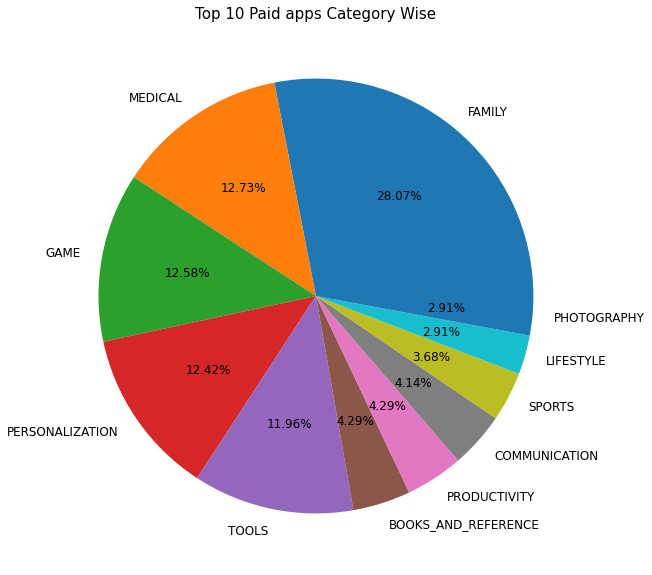 Top 10 Paid apps Category Wise
FAMILY
28.07%
MEDICAL
12.73%
GAME
12.58%
PERSONALIZATION
12.42%
TOOLS
11.96%
BOOKS_AND_REFERENCE
4.29%
PRODUCTIVITY
4.29%
COMMUNICATION
4.14%
SPORTS
3.68%
LIFESTYLE
2.91%
PHOTOGRAPHY
2.91%